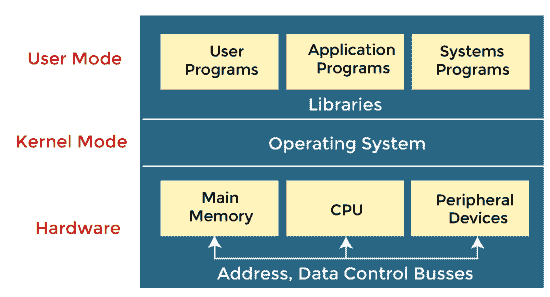 User Mode
User
Programs
Application
Programs
Systems
Programs
Libraries
Kernel Mode
Operating System
Hardware
Main
Memory
CPU
Peripheral
Devices
Address, Data Control Busses